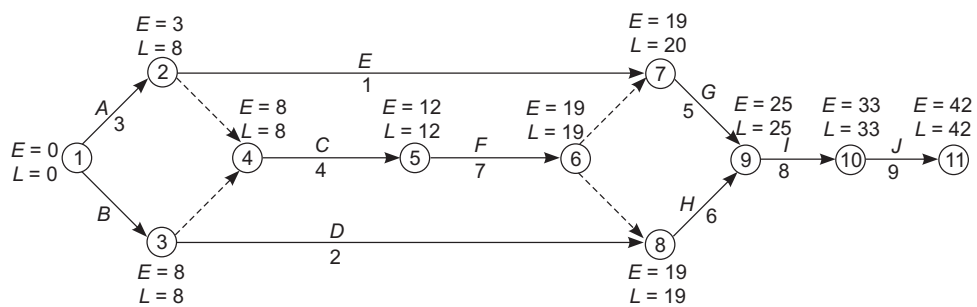 E = 3
L = 8
E = 19
L = 20
2
E
1
7
A
3
G
5
E = 8
L = 8
E = 12
L = 12
E = 19
L = 19
E = 25
L = 25
E = 33
L = 33
E = 42
L = 42
E = 0
L = 0
1
4
C
4
5
F
7
6
9
I
8
10
J
9
11
B
H
6
3
D
2
8
E = 8
L = 8
E = 19
L = 19